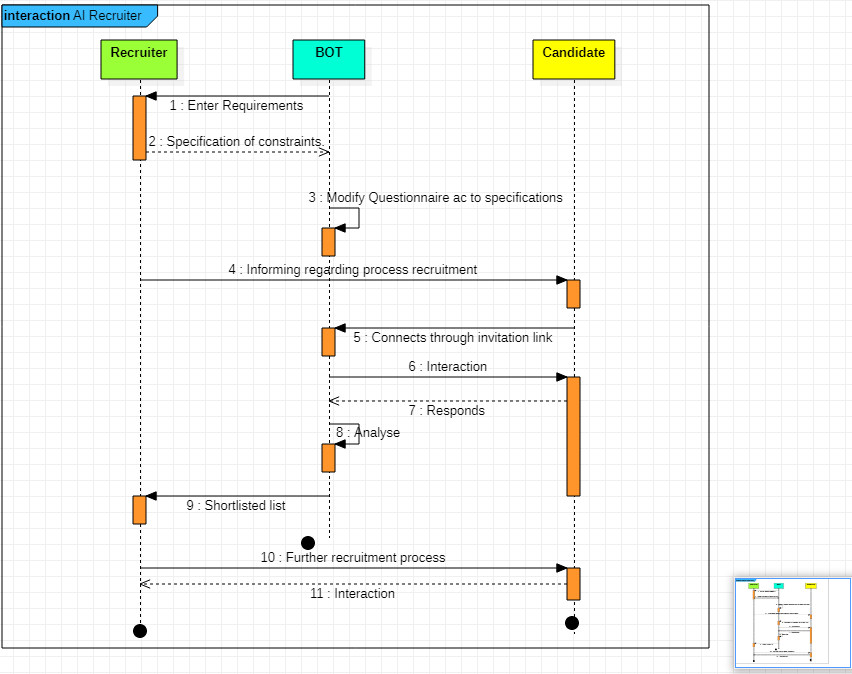 interaction AI Recruiter
Recruiter
BOT
Candidate
1 : Enter Requirements
2 : Specification of constraints
3 : Modify Questionnaire ac to specifications
4 : Informing regarding process recruitment
5 : Connects through invitation link
6 : Interaction
7 : Responds
8 : Analyse
9 : Shortlisted list
10 : Further recruitment process
11 : Interaction